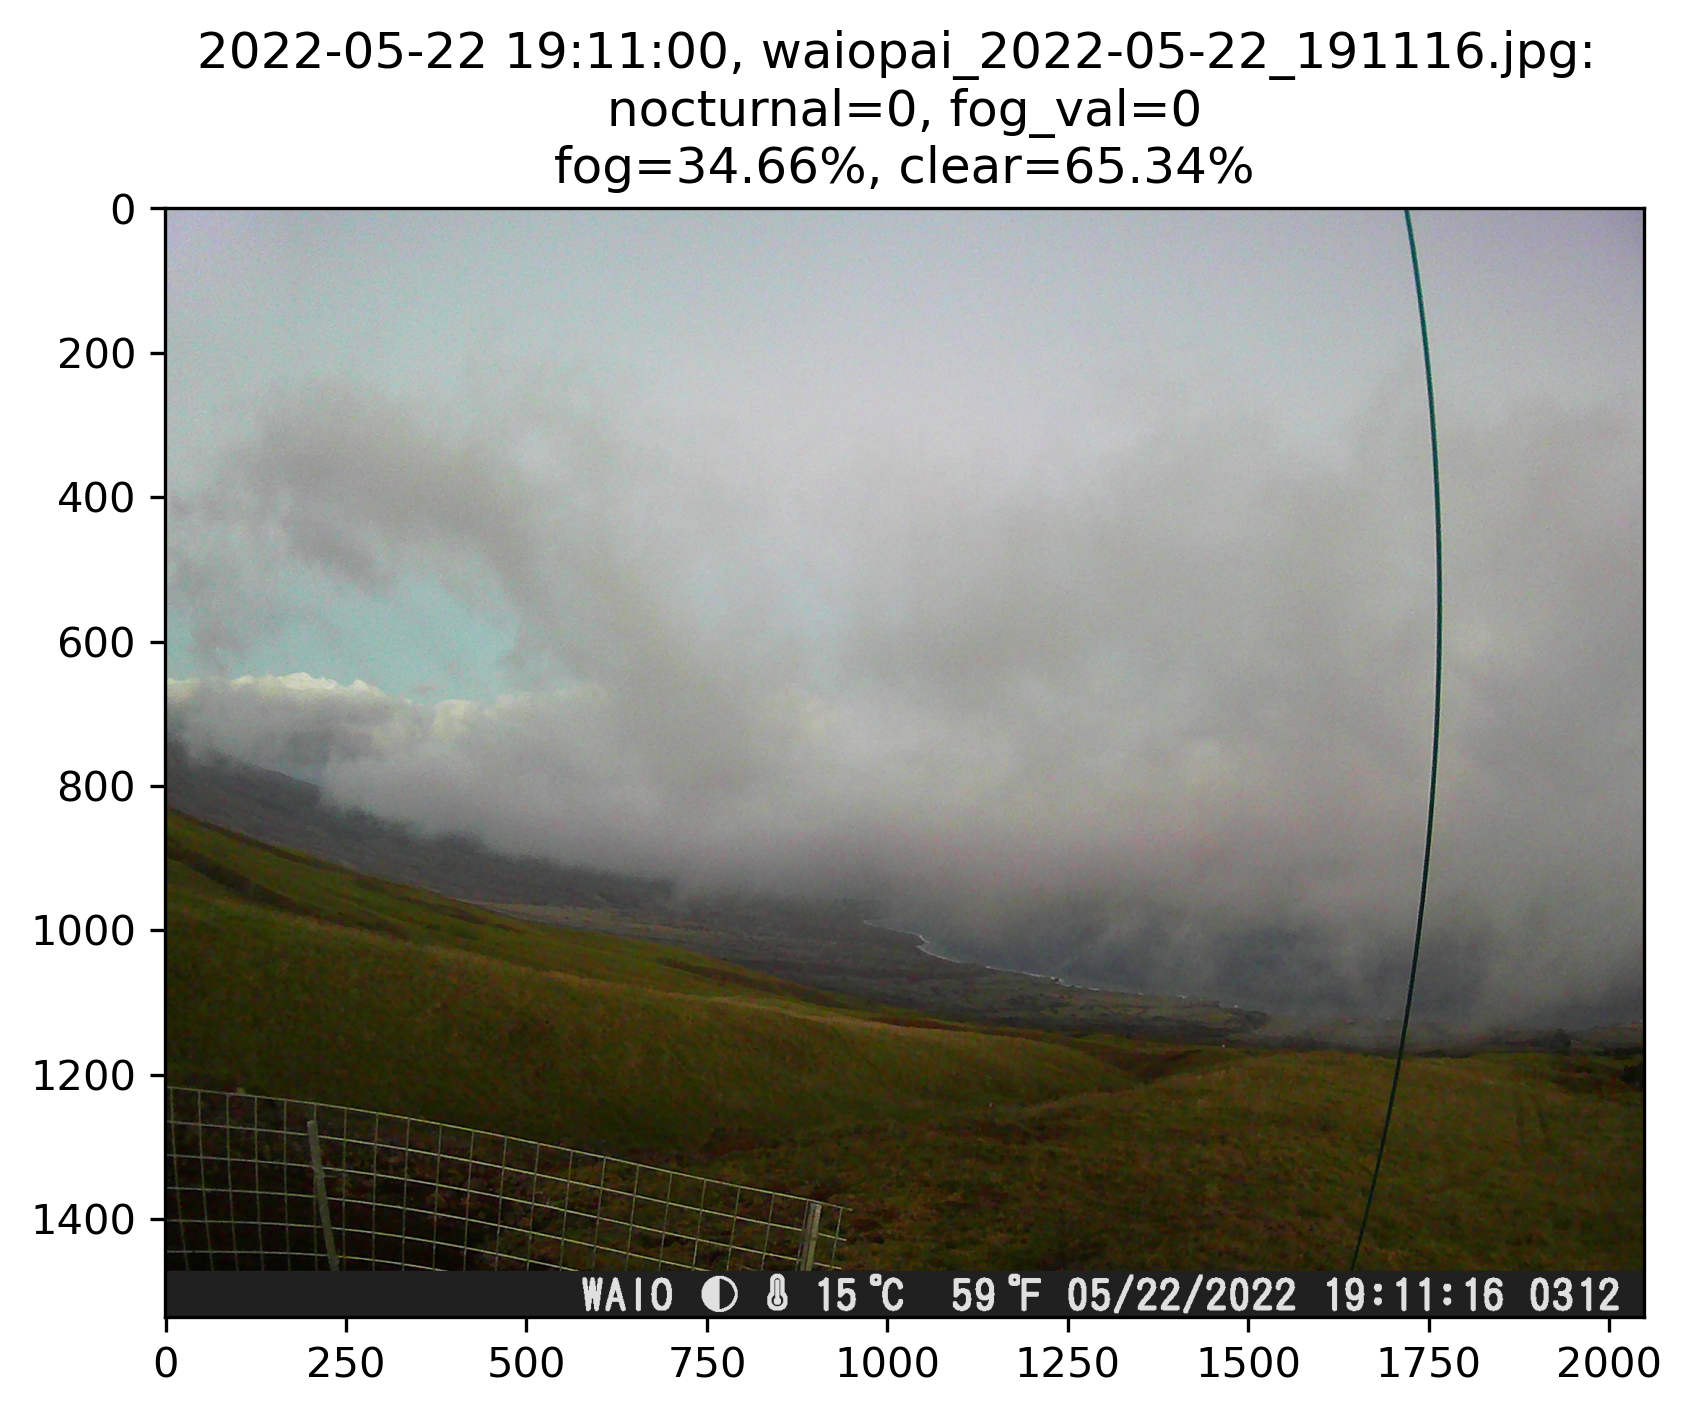 2022-05-22 19:11:00, waiopai_2022-05-22_191116.jpg:
nocturnal=0, fog_val=0
fog=34.66%, clear=65.34%
0
200
400
600
800
1000
1200
1400
WAIO 15°C 59°F 05/22/2022 19:11:16 0312
0 250 500 750 1000 1250 1500 1750 2000